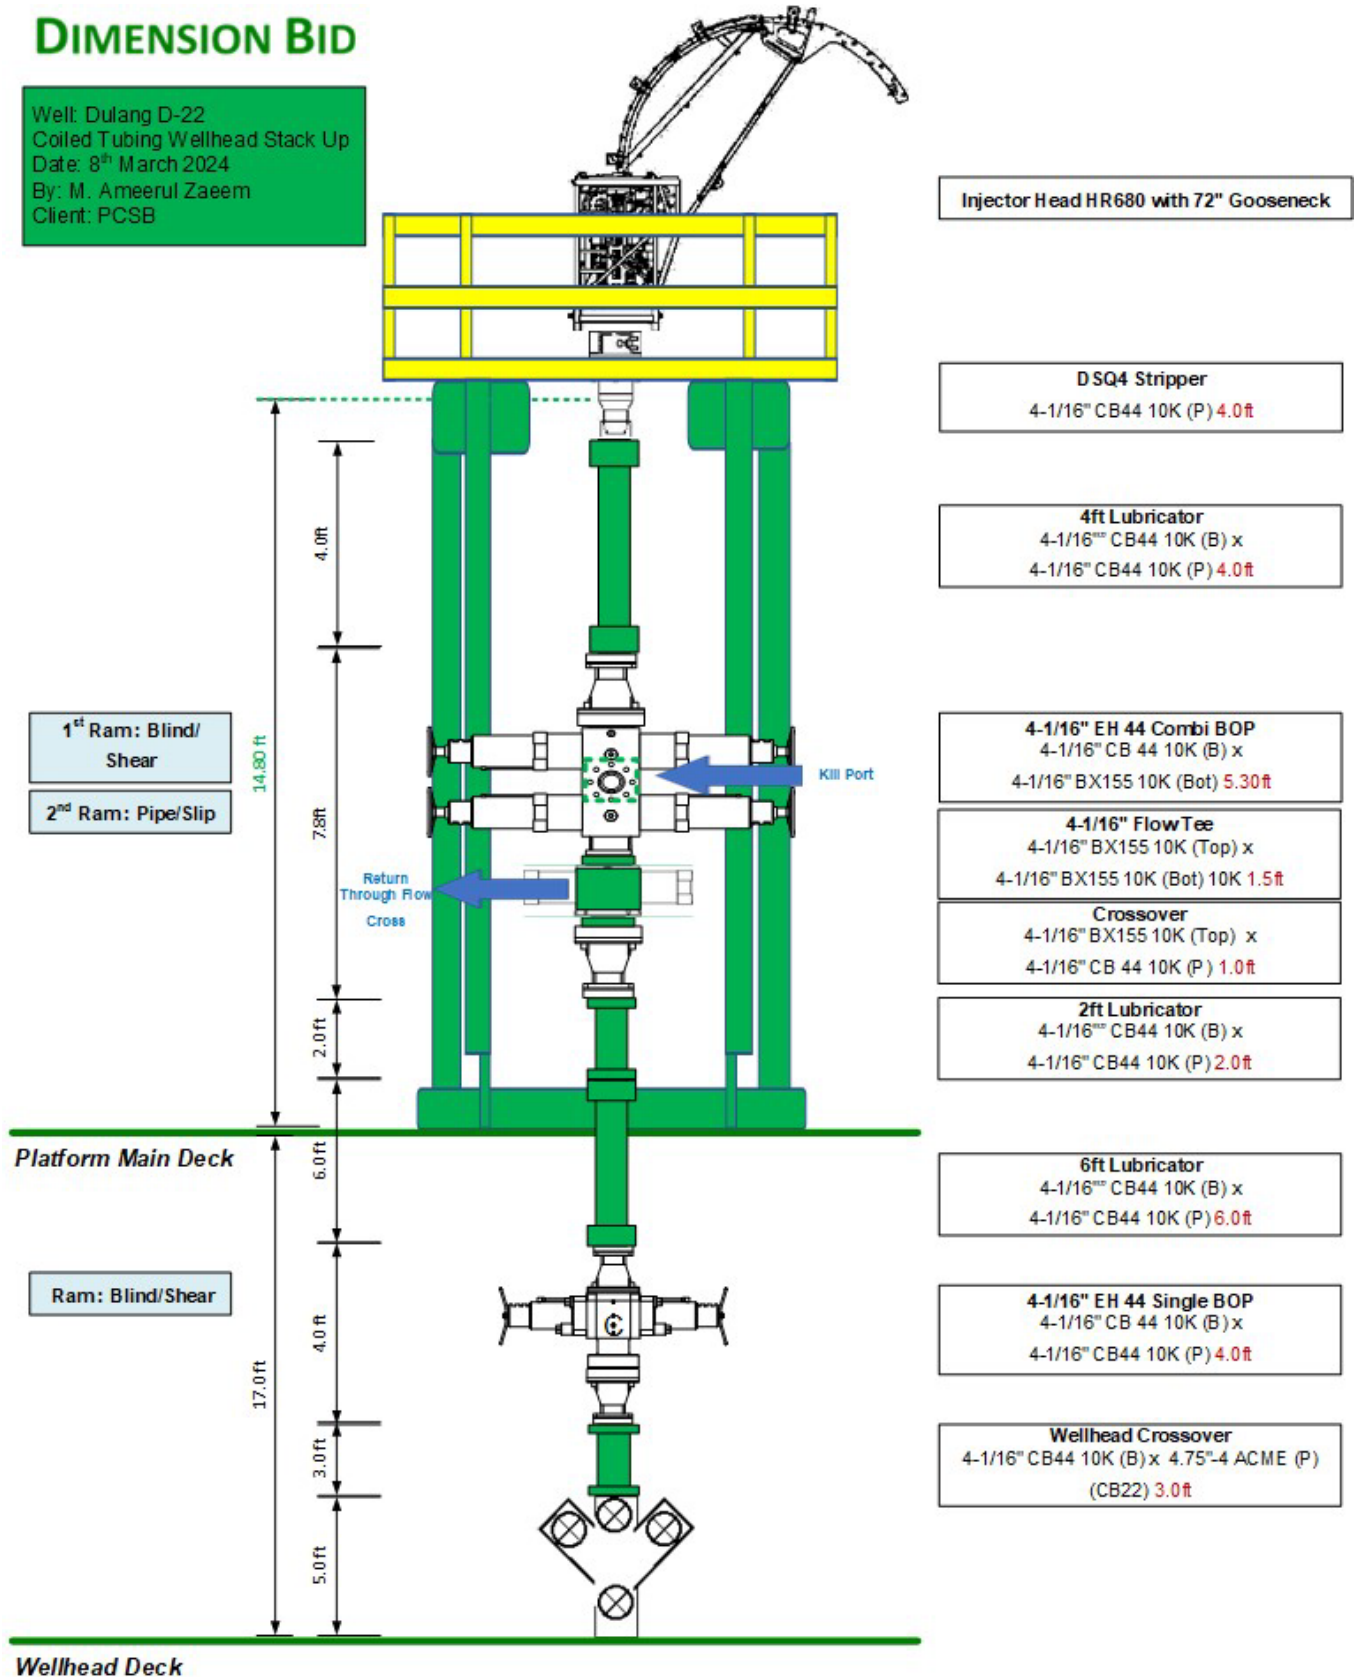 DIMENSION BID
Well: Dulang D-22
Coiled Tubing Wellhead Stack Up
Date: 8th March 2024
By: M. Ameerul Zaeem
Client: PCSB
Injector Head HR680 with 72" Gooseneck
DSQ4 Stripper
4-1/16" CB44 10K (P) 4.0ft
4ft Lubricator
4-1/16"" CB44 10K (B) x
4-1/16" CB44 10K (P) 4.0ft
4.0ft
1st Ram: Blind/
Shear
2nd Ram: Pipe/Slip
14.80 ft
7.8ft
Kill Port
4-1/16" EH 44 Combi BOP
4-1/16" CB 44 10K (B) x
4-1/16" BX155 10K (Bot) 5.30ft
4-1/16" Flow Tee
4-1/16" BX155 10K (Top) x
4-1/16" BX155 10K (Bot) 10K 1.5ft
Return
Through Flow
Cross
Crossover
4-1/16" BX155 10K (Top) x
4-1/16" CB 44 10K (P) 1.0ft
2.0ft
2ft Lubricator
4-1/16"" CB44 10K (B) x
4-1/16" CB44 10K (P) 2.0ft
Platform Main Deck
6.0ft
6ft Lubricator
4-1/16"" CB44 10K (B) x
4-1/16" CB44 10K (P) 6.0ft
Ram: Blind/Shear
4.0ft
17.0ft
4-1/16" EH 44 Single BOP
4-1/16" CB 44 10K (B) x
4-1/16" CB44 10K (P) 4.0ft
3.0ft
Wellhead Crossover
4-1/16" CB44 10K (B) x 4.75"-4 ACME (P)
(CB22) 3.0ft
5.0ft
Wellhead Deck